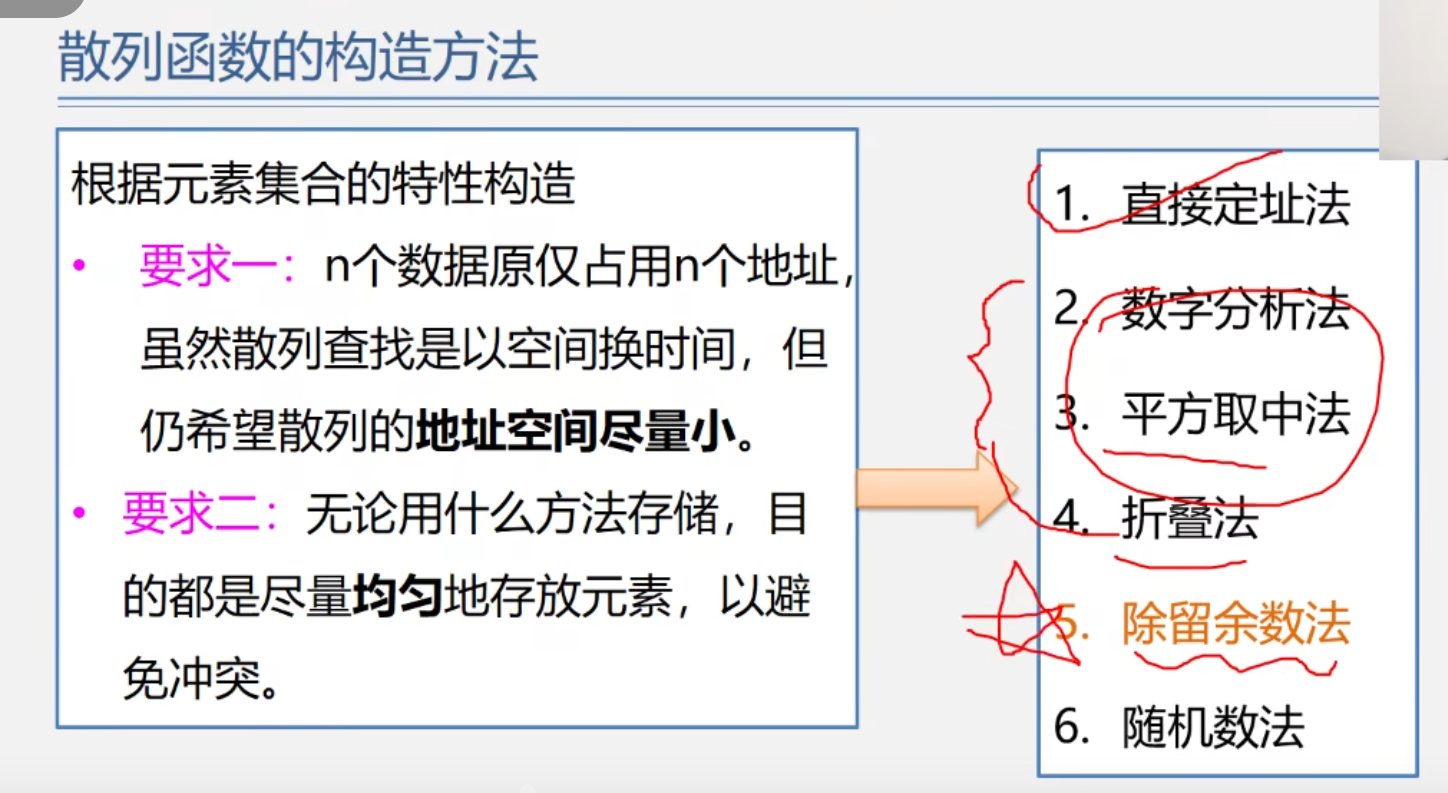 散列函数的构造方法
根据元素集合的特性构造
• 要求一：n个数据原仅占用n个地址，
虽然散列查找是以空间换时间，但
仍希望散列的地址空间尽量小。
• 要求二：无论用什么方法存储，目
的都是尽量均匀地存放元素，以避
免冲突。
1. 直接定址法
2. 数字分析法
3. 平方取中法
4. 折叠法
5. 除留余数法
6. 随机数法